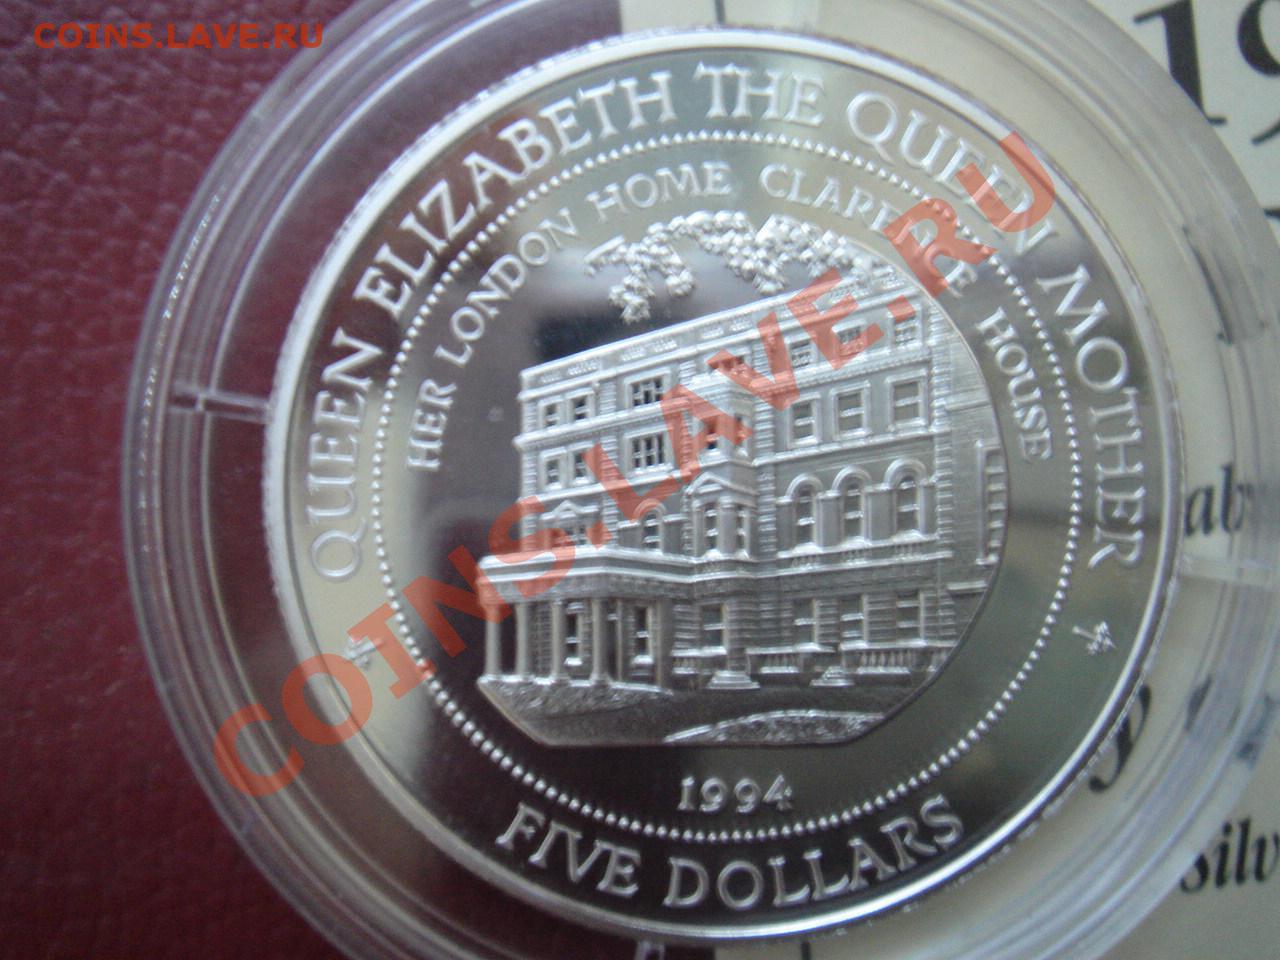 COINS.LAVE.RU
QUEEN ELIZABETH THE QUEEN MOTHER
HER LONDON HOME CLARENCE HOUSE
COINS.LAVE.RU
1994
FIVE DOLLARS